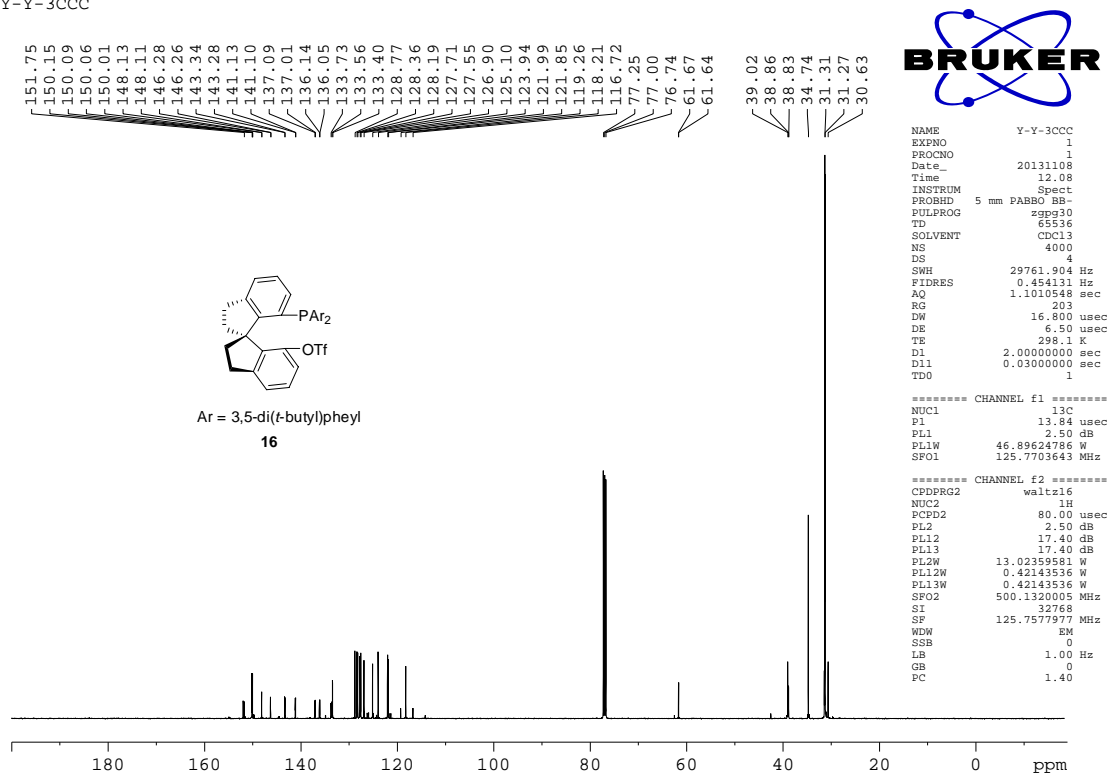 Y-Y-3CCC
151.75
150.15
150.09
150.06
150.01
148.13
148.11
146.28
146.26
143.34
143.28
141.13
141.10
137.09
137.01
136.14
136.05
133.73
133.56
133.40
128.77
128.36
128.19
127.71
127.55
126.90
125.10
123.94
121.99
121.85
119.26
118.21
116.72
77.25
77.00
76.74
61.67
61.64
39.02
38.86
38.83
34.74
31.31
31.27
30.63
BRUKER
NAME Y-Y-3CCC
EXPNO 1
PROCNO 1
Date_ 20131108
Time 12.08
INSTRUM Spect
PROBHD 5 mm PABBO BB-
PULPROG zgpg30
TD 65536
SOLVENT CDCl3
NS 4000
DS 4
SWH 29761.904 Hz
FIDRES 0.454131 Hz
AQ 1.1010548 sec
RG 203
DW 16.800 usec
DE 6.50 usec
TE 298.1 K
D1 2.00000000 sec
D11 0.03000000 sec
TD0 1
======== CHANNEL f1 ========
NUC1 13C
P1 13.84 usec
PL1 2.50 dB
PL1W 46.89624786 W
SFO1 125.7703643 MHz
======== CHANNEL f2 ========
CPDPRG2 waltz16
NUC2 1H
PCPD2 80.00 usec
PL2 2.50 dB
PL12 17.40 dB
PL13 17.40 dB
PL2W 13.02359581 W
PL12W 0.42143536 W
PL13W 0.42143536 W
SFO2 500.1320005 MHz
SI 32768
SF 125.7577977 MHz
WDW EM
SSB 0
LB 1.00 Hz
GB 0
PC 1.40
PAr2
OTf
Ar = 3,5-di(t-butyl)pheyl
16
180 160 140 120 100 80 60 40 20 0 ppm